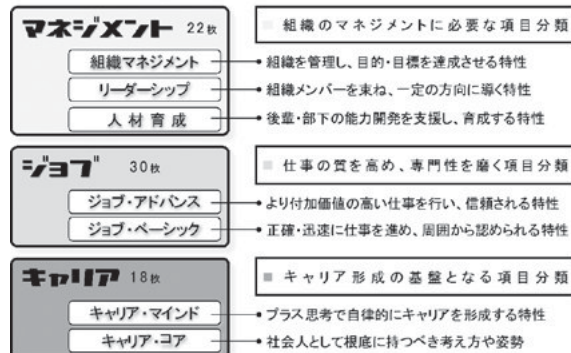 マネジメント 22枚
組織のマネジメントに必要な項目分類
組織マネジメント 組織を管理し、目的・目標を達成させる特性
リーダーシップ 組織メンバーを束ね、一定の方向に導く特性
人材育成 後輩・部下の能力開発を支援し、育成する特性
ジョブ 30枚
仕事の質を高め、専門性を磨く項目分類
ジョブ・アドバンス より付加価値の高い仕事を行い、信頼される特性
ジョブ・ベーシック 正確・迅速に仕事を進め、周囲から認められる特性
キャリア 18枚
キャリア形成の基盤となる項目分類
キャリア・マインド プラス思考で自律的にキャリアを形成する特性
キャリア・コア 社会人として根底に持つべき考え方や姿勢